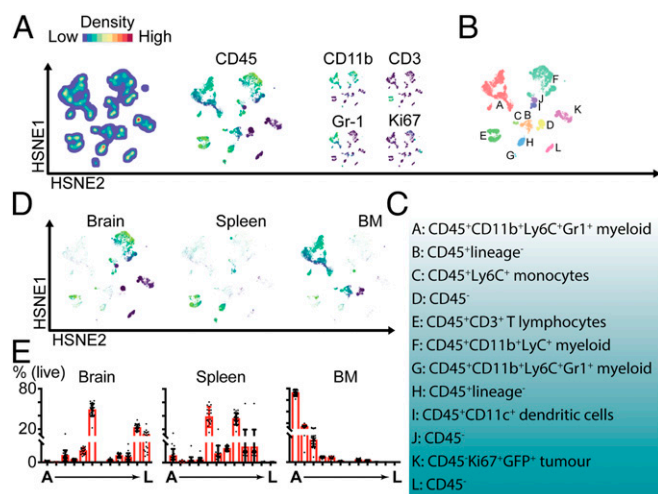 A
Density
Low High
CD45
CD11b CD3
Gr-1 Ki67
HSNE1
HSNE2
B
A
F
J
I
C B
D
K
E
H
G
L
D
Brain Spleen BM
HSNE1
HSNE2
C
A: CD45⁺CD11b⁺Ly6C⁺Gr1⁺ myeloid
B: CD45⁺lineage⁻
C: CD45⁺Ly6C⁺ monocytes
D: CD45⁻
E: CD45⁺CD3⁺ T lymphocytes
F: CD45⁺CD11b⁺LyC⁺ myeloid
G: CD45⁺CD11b⁺Ly6C⁺Gr1⁺ myeloid
H: CD45⁺lineage⁻
I: CD45⁺CD11c⁺ dendritic cells
J: CD45⁻
K: CD45⁻Ki67⁺GFP⁺ tumour
L: CD45⁻
E
% (live)
Brain Spleen BM
80
20
5
0
A L A L